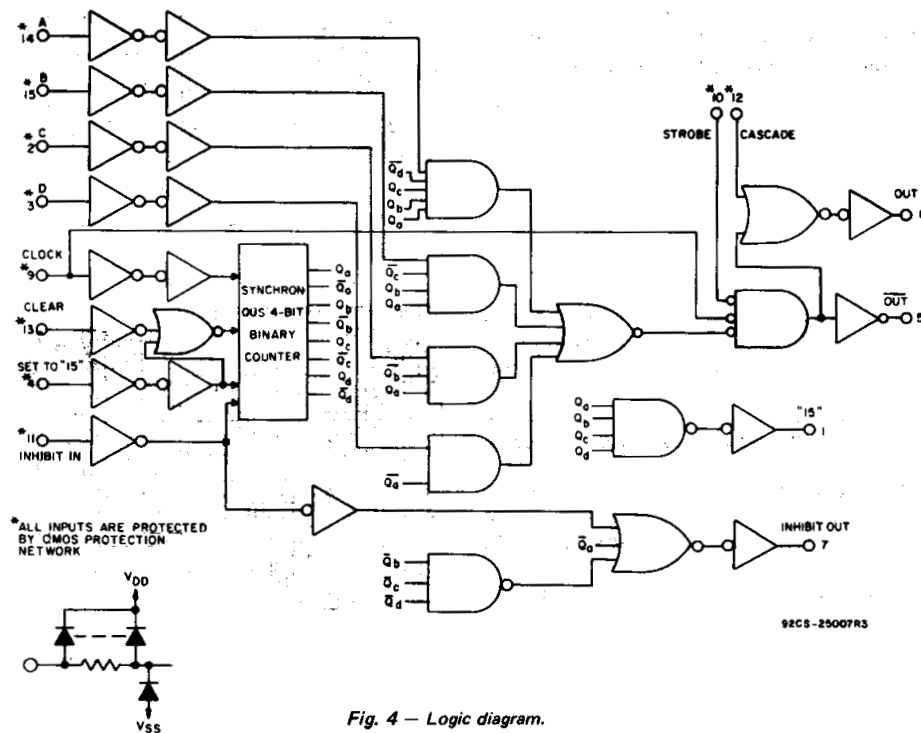 A
*14
B
*15
C
*2
D
*3
CLOCK
*9
CLEAR
*13
SET TO "15"
*4
*11
INHIBIT IN
SYNCHRON
OUS 4-BIT
BINARY
COUNTER
Qa
Q̅a
Qb
Q̅b
Qc
Q̅c
Qd
Q̅d
Q̅d
Qc
Qb
Qa
Q̅c
Qb
Qa
Q̅b
Qa
Q̅a
*10 *12
STROBE
CASCADE
OUT
O̅U̅T̅
5
Qa
Qb
Qc
Qd
"15"
1
Q̅b
Q̅c
Q̅d
Q̅a
INHIBIT OUT
7
*ALL INPUTS ARE PROTECTED
BY CMOS PROTECTION
NETWORK
VDD
VSS
92CS-25007R3
Fig. 4 — Logic diagram.